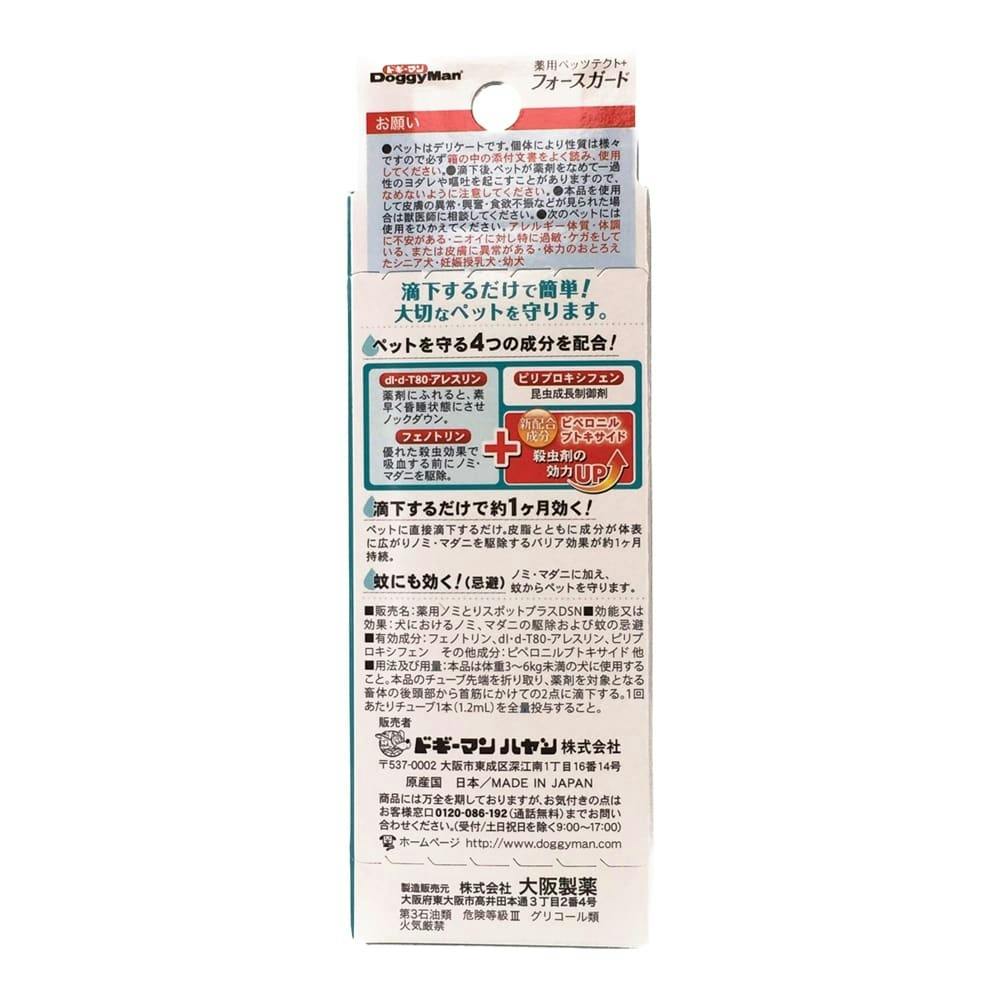 ドギーマン
DoggyMan
薬用ペッツテクト+
フォースガード
お願い
●ペットはデリケートです。個体により性質は様々
ですので必ず箱の中の添付文書をよく読み、使用
してください。●滴下後、ペットが薬剤をなめて一過
性のヨダレや嘔吐を起こすことがありますので、
なめないように注意してください。●本品を使用
して皮膚の異常・興奮・食欲不振などが見られた場
合は獣医師に相談してください。●次のペットには
使用をひかえてください。アレルギー体質・体調
に不安がある・ニオイに対し特に過敏・ケガをして
いる、または皮膚に異常がある・体力のおとろえ
たシニア犬・妊娠授乳犬・幼犬
滴下するだけで簡単!
大切なペットを守ります。
ペットを守る4つの成分を配合!
dl・d-T80-アレスリン
薬剤にふれると、素
早く昏睡状態にさせ
ノックダウン。
フェノトリン
優れた殺虫効果で
吸血する前にノミ・
マダニを駆除。
+
ピリプロキシフェン
昆虫成長制御剤
新配合
成分
ピペロニル
ブトキサイド
殺虫剤の
効力UP
滴下するだけで約1ヶ月効く!
ペットに直接滴下するだけ。皮脂とともに成分が体表
に広がりノミ・マダニを駆除するバリア効果が約1ヶ月
持続。
蚊にも効く!(忌避)
ノミ・マダニに加え、
蚊からペットを守ります。
■販売名:薬用ノミとりスポットプラスDSN■効能又は
効果:犬におけるノミ、マダニの駆除および蚊の忌避
■有効成分:フェノトリン、dl・d-T80-アレスリン、ピリプ
ロキシフェン その他成分:ピペロニルブトキサイド 他
■用法及び用量:本品は体重3〜6kg未満の犬に使用する
こと。本品のチューブ先端を折り取り、薬剤を対象となる
畜体の後頭部から首筋にかけての2点に滴下する。1回
あたりチューブ1本(1.2mL)を全量投与すること。
販売者
ドギーマン ハヤシ 株式会社
〒537-0002 大阪市東成区深江南1丁目16番14号
原産国 日本/MADE IN JAPAN
商品には万全を期しておりますが、お気付きの点は
お客様窓口0120-086-192(通話無料)までお問い
合わせください。(受付/土日祝日を除く9:00〜17:00)
ホームページ http://www.doggyman.com
製造販売元 株式会社 大阪製薬
大阪府東大阪市高井田本通3丁目2番4号
第3石油類 危険等級Ⅲ グリコール類
火気厳禁